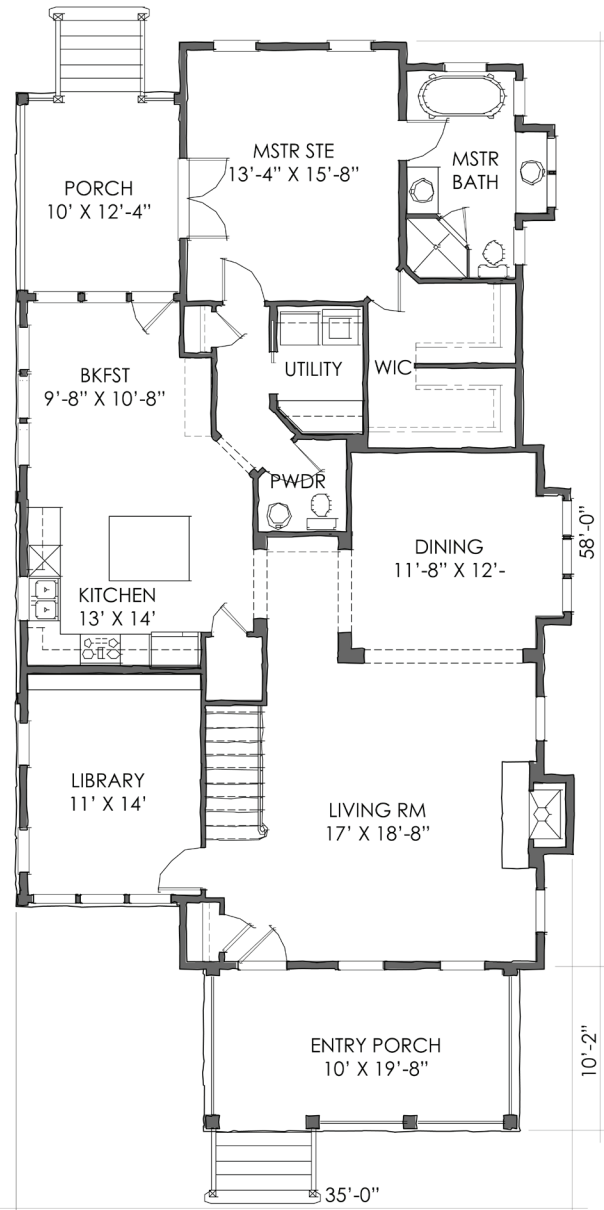 MSTR STE
13'-4" X 15'-8"
MSTR
BATH
PORCH
10' X 12'-4"
BKFST
9'-8" X 10'-8"
UTILITY
WIC
PWDR
DINING
11'-8" X 12'-
58'-0"
KITCHEN
13' X 14'
LIBRARY
11' X 14'
LIVING RM
17' X 18'-8"
ENTRY PORCH
10' X 19'-8"
10'-2"
35'-0"